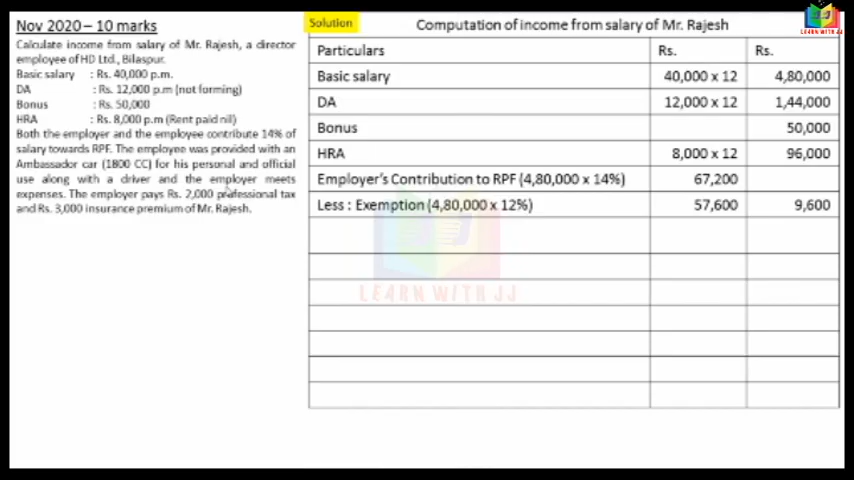 Nov 2020 – 10 marks
Calculate income from salary of Mr. Rajesh, a director
employee of HD Ltd., Bilaspur.
Basic salary : Rs. 40,000 p.m.
DA : Rs. 12,000 p.m (not forming)
Bonus : Rs. 50,000
HRA : Rs. 8,000 p.m (Rent paid nil)
Both the employer and the employee contribute 14% of
salary towards RPF. The employee was provided with an
Ambassador car (1800 CC) for his personal and official
use along with a driver and the employer meets
expenses. The employer pays Rs. 2,000 professional tax
and Rs. 3,000 insurance premium of Mr. Rajesh.
Solution
Computation of income from salary of Mr. Rajesh
Particulars Rs. Rs.
Basic salary 40,000 x 12 4,80,000
DA 12,000 x 12 1,44,000
Bonus 50,000
HRA 8,000 x 12 96,000
Employer's Contribution to RPF (4,80,000 x 14%) 67,200
Less : Exemption (4,80,000 x 12%) 57,600 9,600
LEARN WITH JJ
LEARN WITH JJ